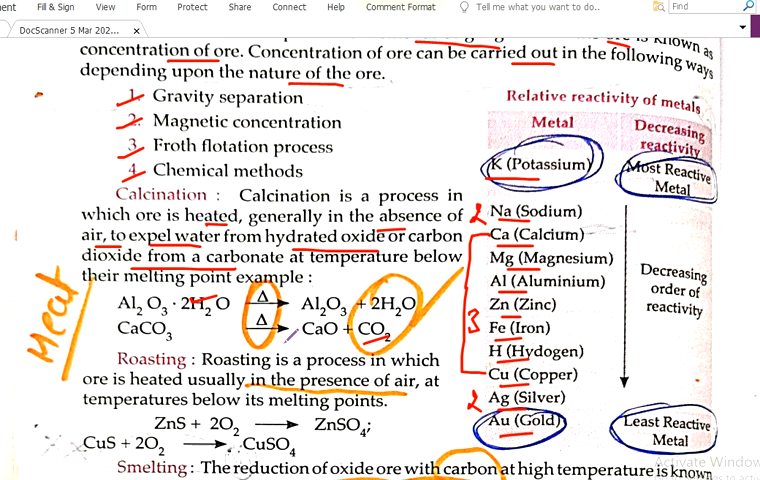 ment Fill & Sign View Form Protect Share Connect Help Comment Format Tell me what you want to do.. Find
DocScanner 5 Mar 202... ×
is known as
concentration of ore. Concentration of ore can be carried out in the following ways
depending upon the nature of the ore.
1. Gravity separation
2. Magnetic concentration
3. Froth flotation process
4. Chemical methods
Calcination : Calcination is a process in
which ore is heated, generally in the absence of
air, to expel water from hydrated oxide or carbon
dioxide from a carbonate at temperature below
their melting point example :
Al₂O₃ · 2H₂O Δ → Al₂O₃ + 2H₂O
CaCO₃ Δ → CaO + CO₂
Heat
Roasting : Roasting is a process in which
ore is heated usually in the presence of air, at
temperatures below its melting points.
ZnS + 2O₂ → ZnSO₄;
CuS + 2O₂ → CuSO₄
Smelting : The reduction of oxide ore with carbon at high temperature is known
Relative reactivity of metals
Metal Decreasing reactivity
K (Potassium) Most Reactive Metal
2 Na (Sodium)
Ca (Calcium)
Mg (Magnesium)
Al (Aluminium)
Zn (Zinc)
3 Fe (Iron)
H (Hydogen)
Cu (Copper)
2 Ag (Silver)
Au (Gold)
Decreasing
order of
reactivity
Least Reactive
Metal
Activate Window